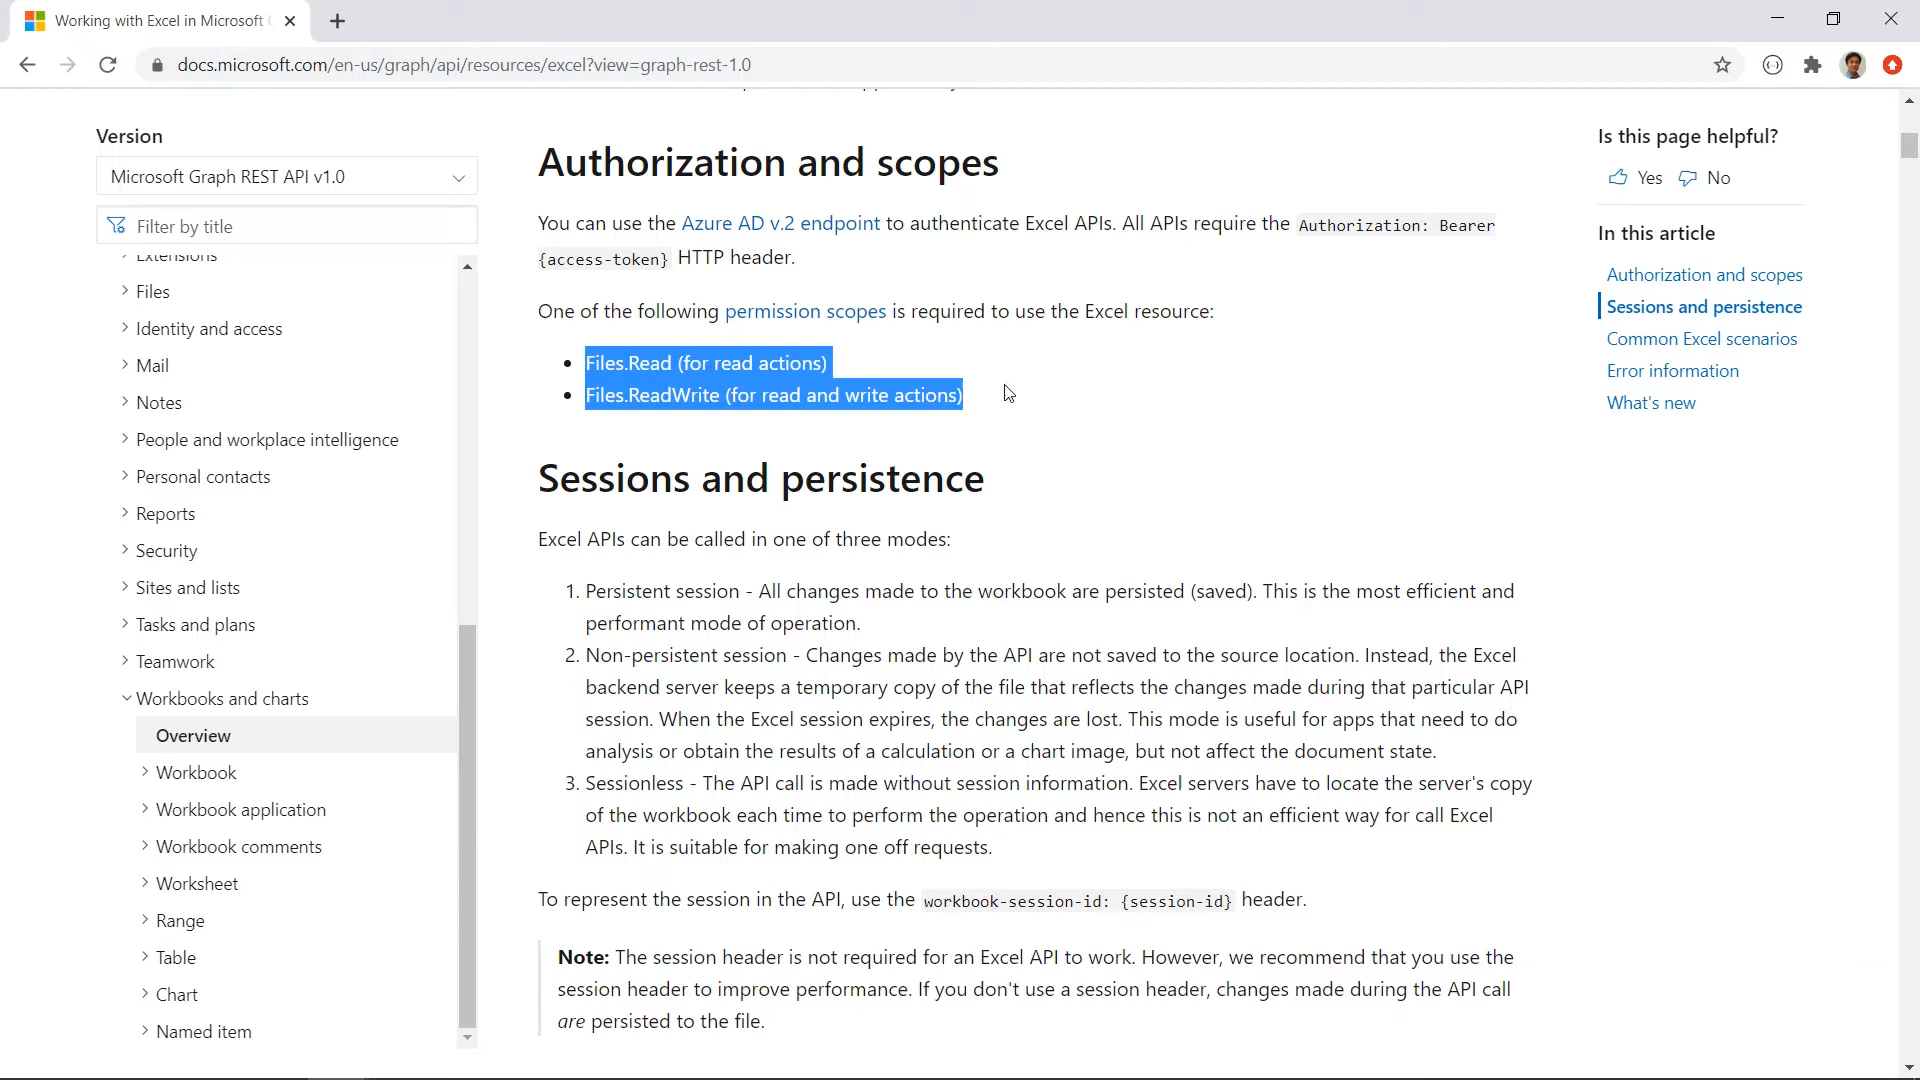 Working with Excel in Microsoft
docs.microsoft.com/en-us/graph/api/resources/excel?view=graph-rest-1.0
Version
Microsoft Graph REST API v1.0
Filter by title
Extensions
Files
Identity and access
Mail
Notes
People and workplace intelligence
Personal contacts
Reports
Security
Sites and lists
Tasks and plans
Teamwork
Workbooks and charts
Overview
Workbook
Workbook application
Workbook comments
Worksheet
Range
Table
Chart
Named item
Authorization and scopes
You can use the Azure AD v.2 endpoint to authenticate Excel APIs. All APIs require the Authorization: Bearer
{access-token} HTTP header.
One of the following permission scopes is required to use the Excel resource:
• Files.Read (for read actions)
• Files.ReadWrite (for read and write actions)
Sessions and persistence
Excel APIs can be called in one of three modes:
1. Persistent session - All changes made to the workbook are persisted (saved). This is the most efficient and
performant mode of operation.
2. Non-persistent session - Changes made by the API are not saved to the source location. Instead, the Excel
backend server keeps a temporary copy of the file that reflects the changes made during that particular API
session. When the Excel session expires, the changes are lost. This mode is useful for apps that need to do
analysis or obtain the results of a calculation or a chart image, but not affect the document state.
3. Sessionless - The API call is made without session information. Excel servers have to locate the server's copy
of the workbook each time to perform the operation and hence this is not an efficient way for call Excel
APIs. It is suitable for making one off requests.
To represent the session in the API, use the workbook-session-id: {session-id} header.
Note: The session header is not required for an Excel API to work. However, we recommend that you use the
session header to improve performance. If you don't use a session header, changes made during the API call
are persisted to the file.
Is this page helpful?
Yes No
In this article
Authorization and scopes
Sessions and persistence
Common Excel scenarios
Error information
What's new